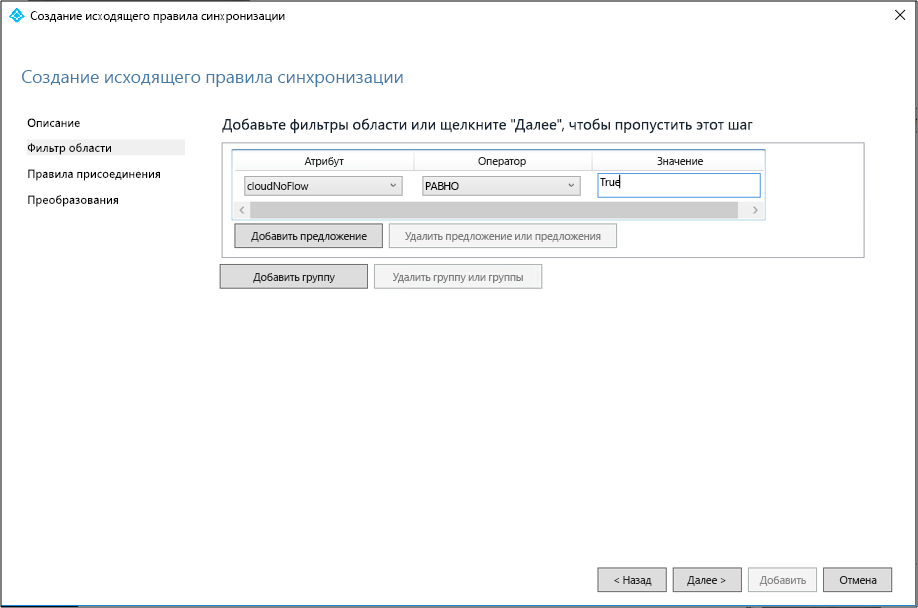 Создание исходящего правила синхронизации
Создание исходящего правила синхронизации
Описание
Фильтр области
Правила присоединения
Преобразования
Добавьте фильтры области или щелкните "Далее", чтобы пропустить этот шаг
Атрибут Оператор Значение
cloudNoFlow РАВНО True
Добавить предложение Удалить предложение или предложения
Добавить группу Удалить группу или группы
< Назад Далее > Добавить Отмена